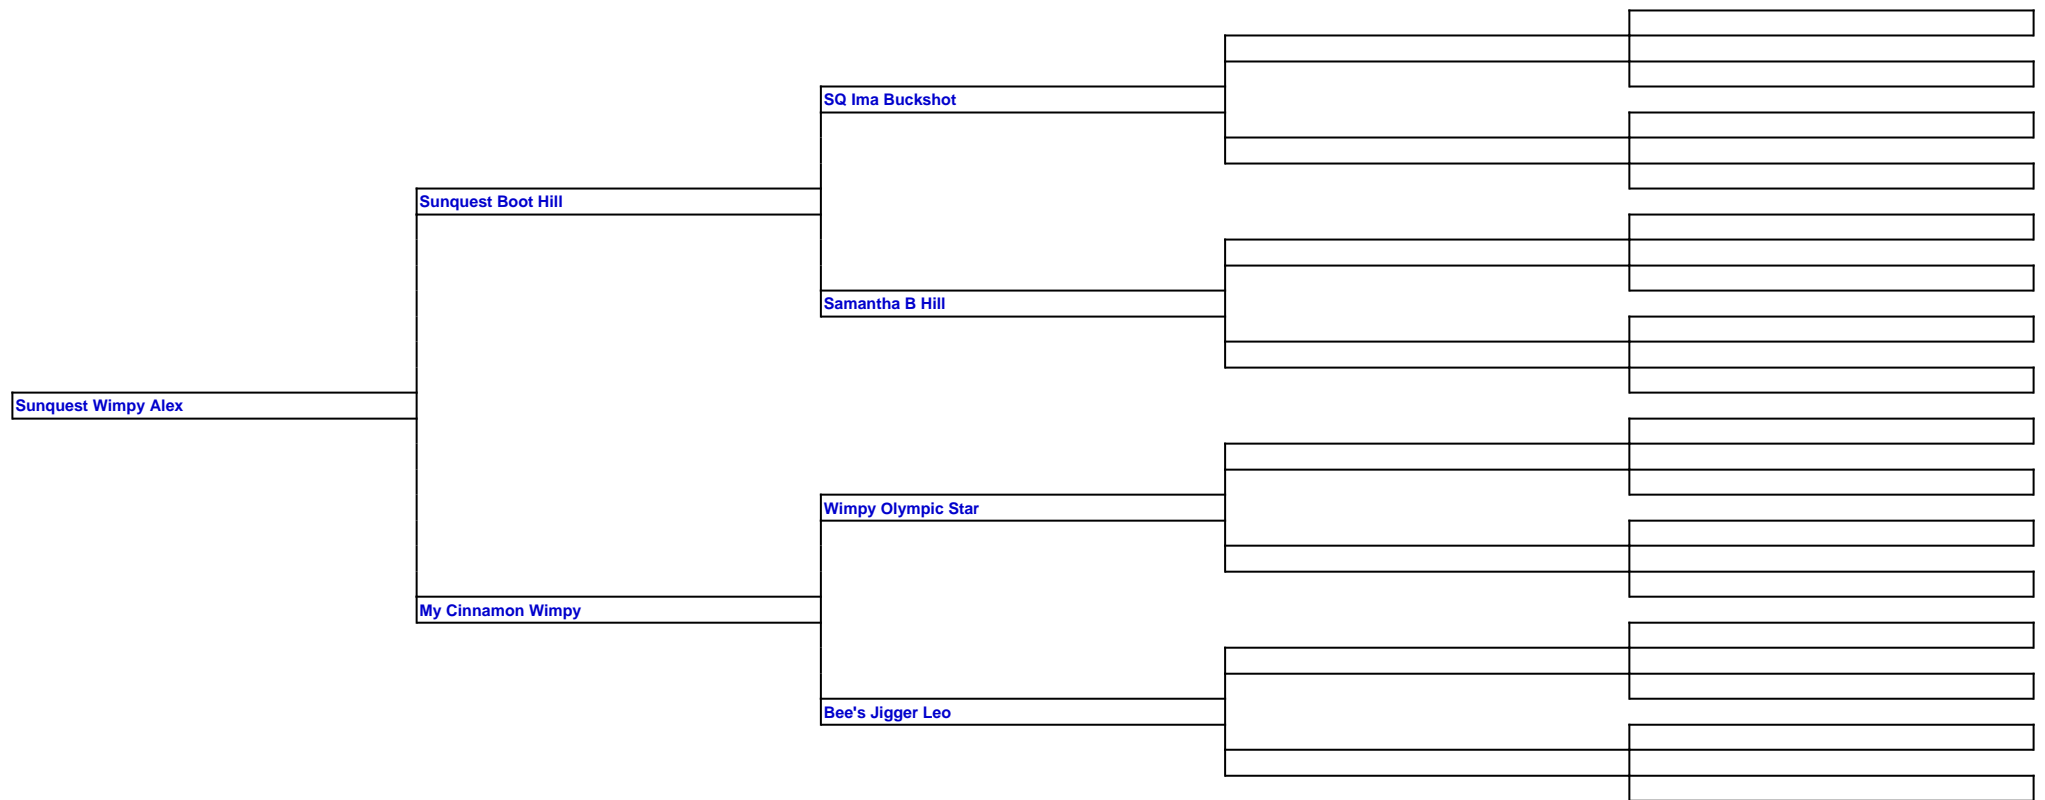 SQ Ima Buckshot
Sunquest Boot Hill
Samantha B Hill
Sunquest Wimpy Alex
Wimpy Olympic Star
My Cinnamon Wimpy
Bee's Jigger Leo